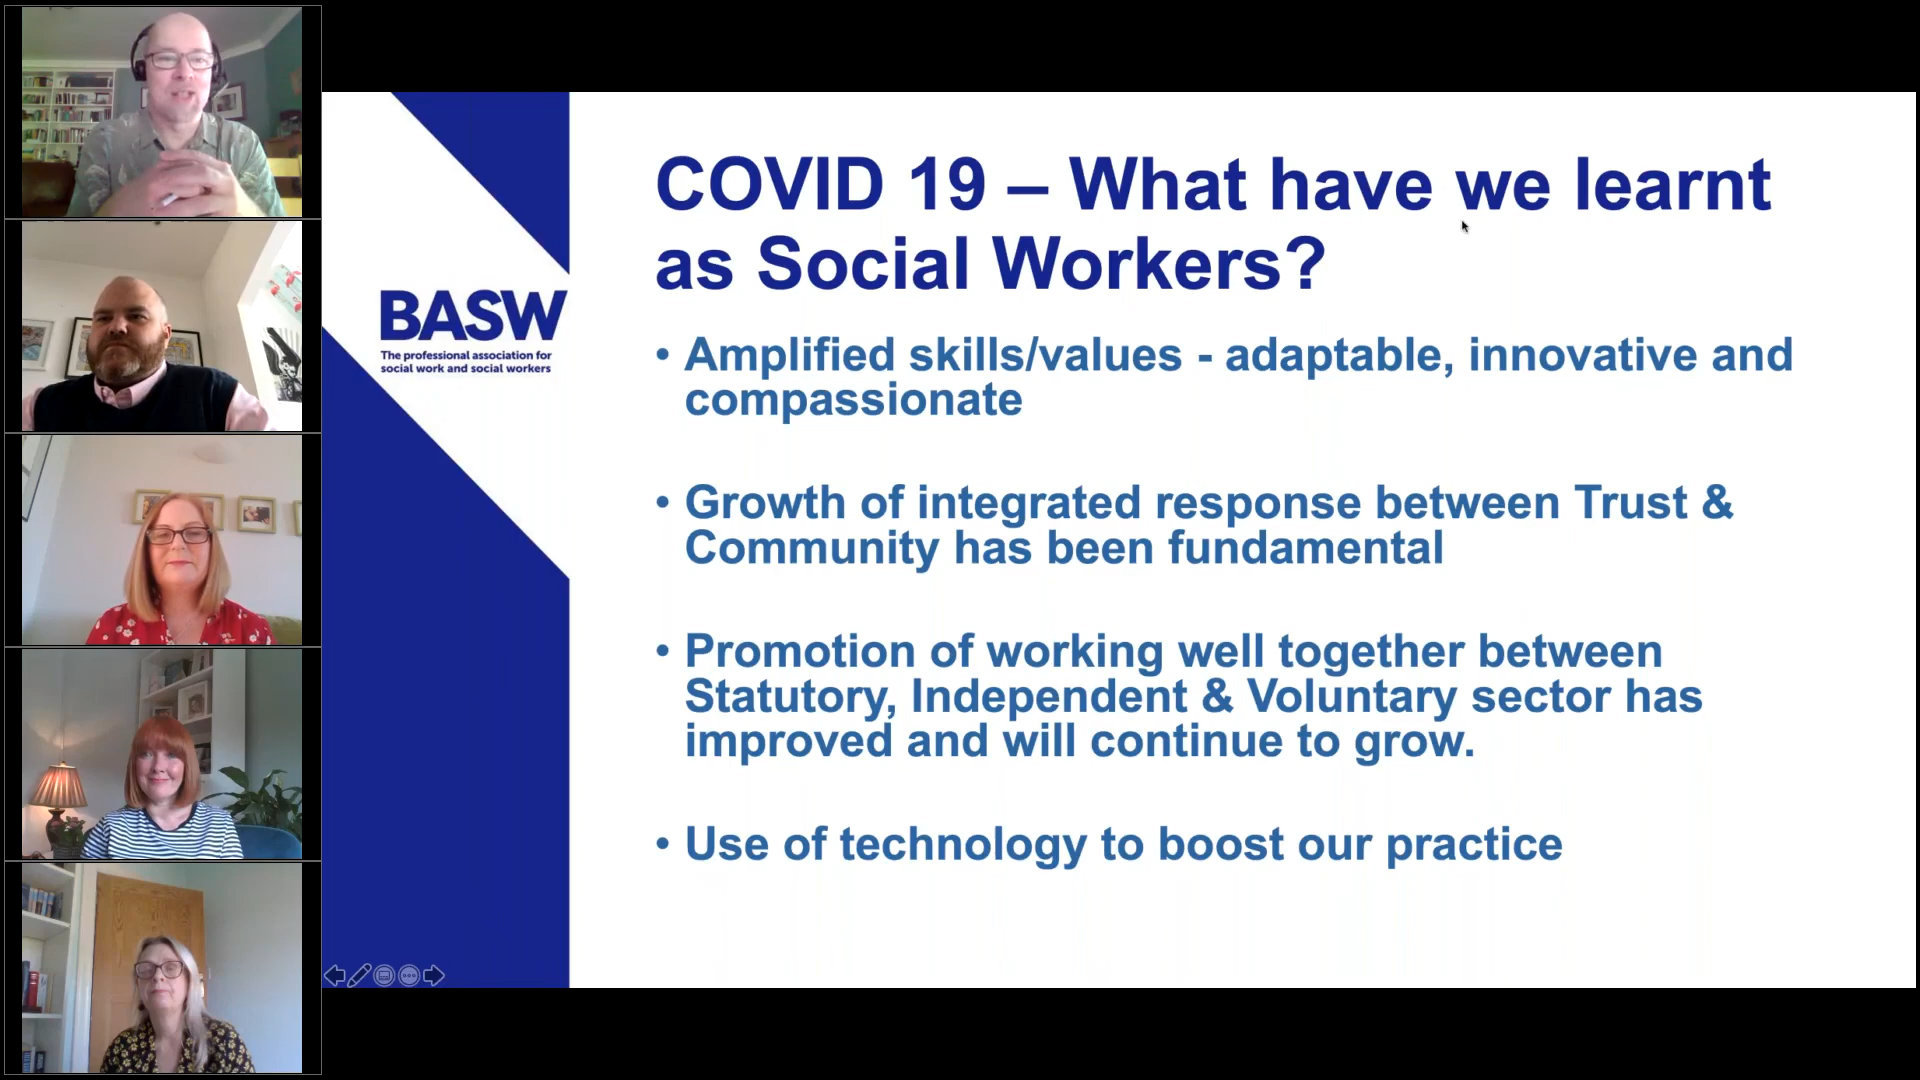 BASW
The professional association for
social work and social workers
COVID 19 – What have we learnt
as Social Workers?
• Amplified skills/values - adaptable, innovative and
compassionate
• Growth of integrated response between Trust &
Community has been fundamental
• Promotion of working well together between
Statutory, Independent & Voluntary sector has
improved and will continue to grow.
• Use of technology to boost our practice